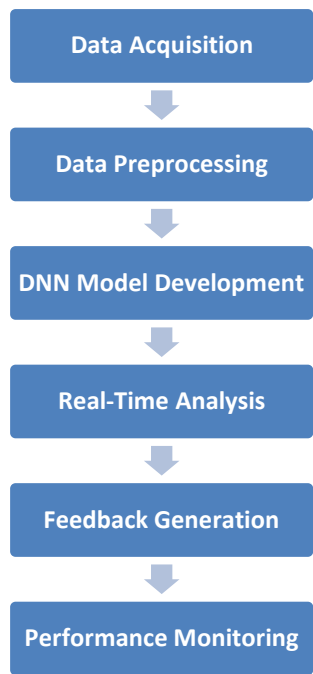 Data Acquisition
Data Preprocessing
DNN Model Development
Real-Time Analysis
Feedback Generation
Performance Monitoring